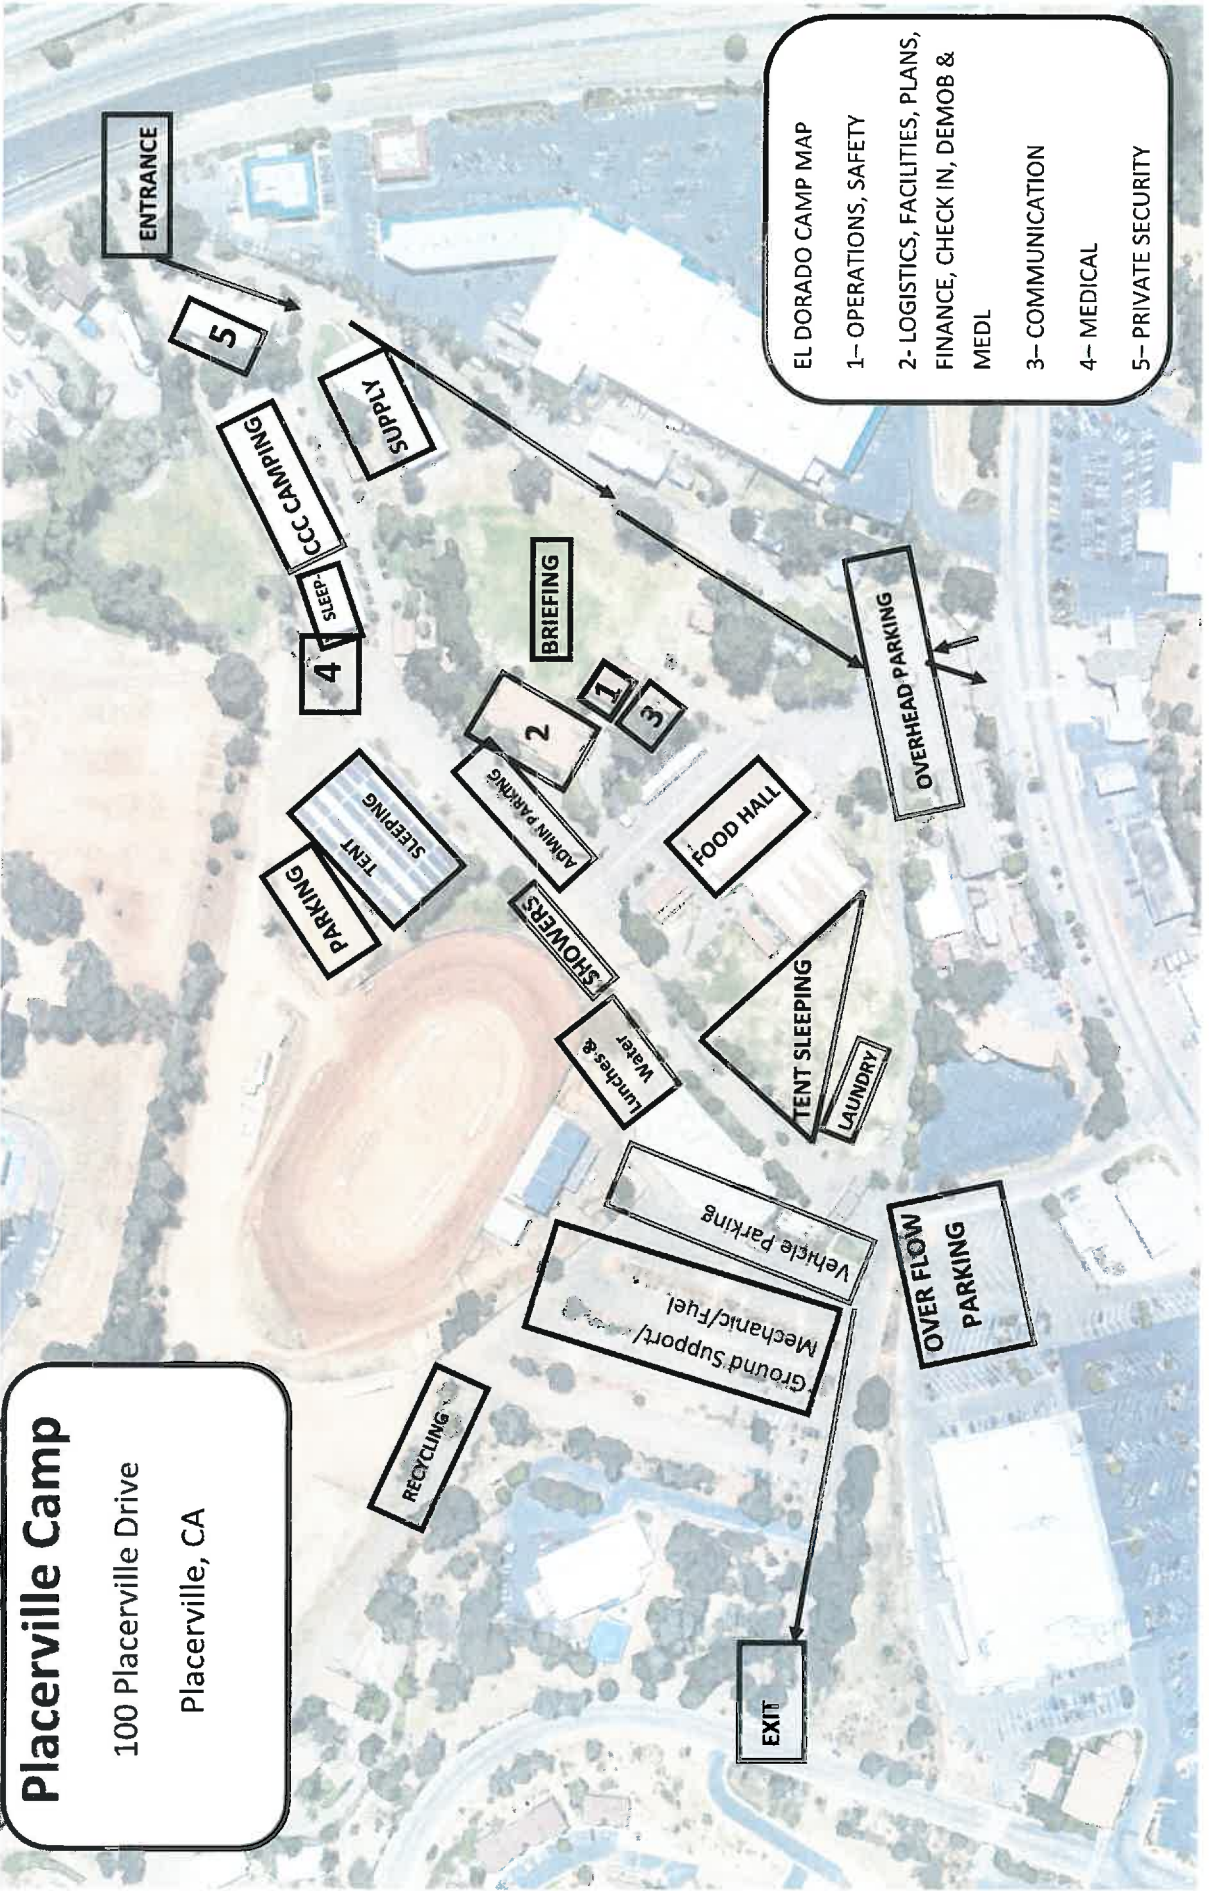 Placerville Camp
100 Placerville Drive
Placerville, CA
ENTRANCE
5
SUPPLY
CCC CAMPING
SLEEP-
4
BRIEFING
1
3
2
ADMIN PARKING
TENT
SLEEPING
PARKING
SHOWERS
Lunches &
Water
FOOD HALL
OVERHEAD PARKING
TENT SLEEPING
LAUNDRY
Vehicle Parking
Ground Support/
Mechanic/Fuel
OVER FLOW
PARKING
RECYCLING
EXIT
EL DORADO CAMP MAP
1– OPERATIONS, SAFETY
2- LOGISTICS, FACILITIES, PLANS,
FINANCE, CHECK IN, DEMOB &
MEDL
3– COMMUNICATION
4– MEDICAL
5– PRIVATE SECURITY